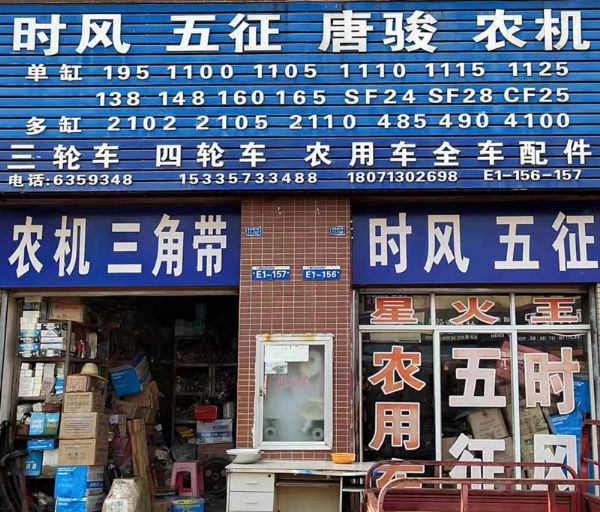 时风 五征 唐骏 农机
单缸 195 1100 1105 1110 1115 1125
138 148 160 165 SF24 SF28 CF25
多缸 2102 2105 2110 485 490 4100
三轮车 四轮车 农用车全车配件
电话:6359348 15335733488 18071302698 E1-156-157
农机 三角带
时风 五征
E1-157
E1-156
星火王
农用车
五征
时风